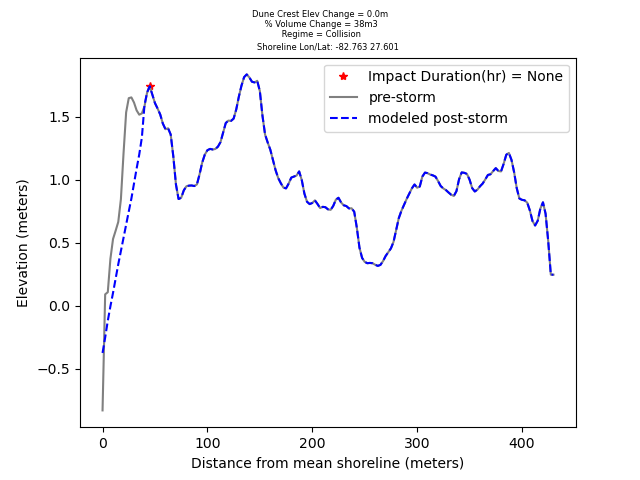 Dune Crest Elev Change = 0.0m
% Volume Change = 38m3
Regime = Collision
Shoreline Lon/Lat: -82.763 27.601
Impact Duration(hr) = None
pre-storm
modeled post-storm
1.5
1.0
0.5
0.0
−0.5
Elevation (meters)
0 100 200 300 400
Distance from mean shoreline (meters)